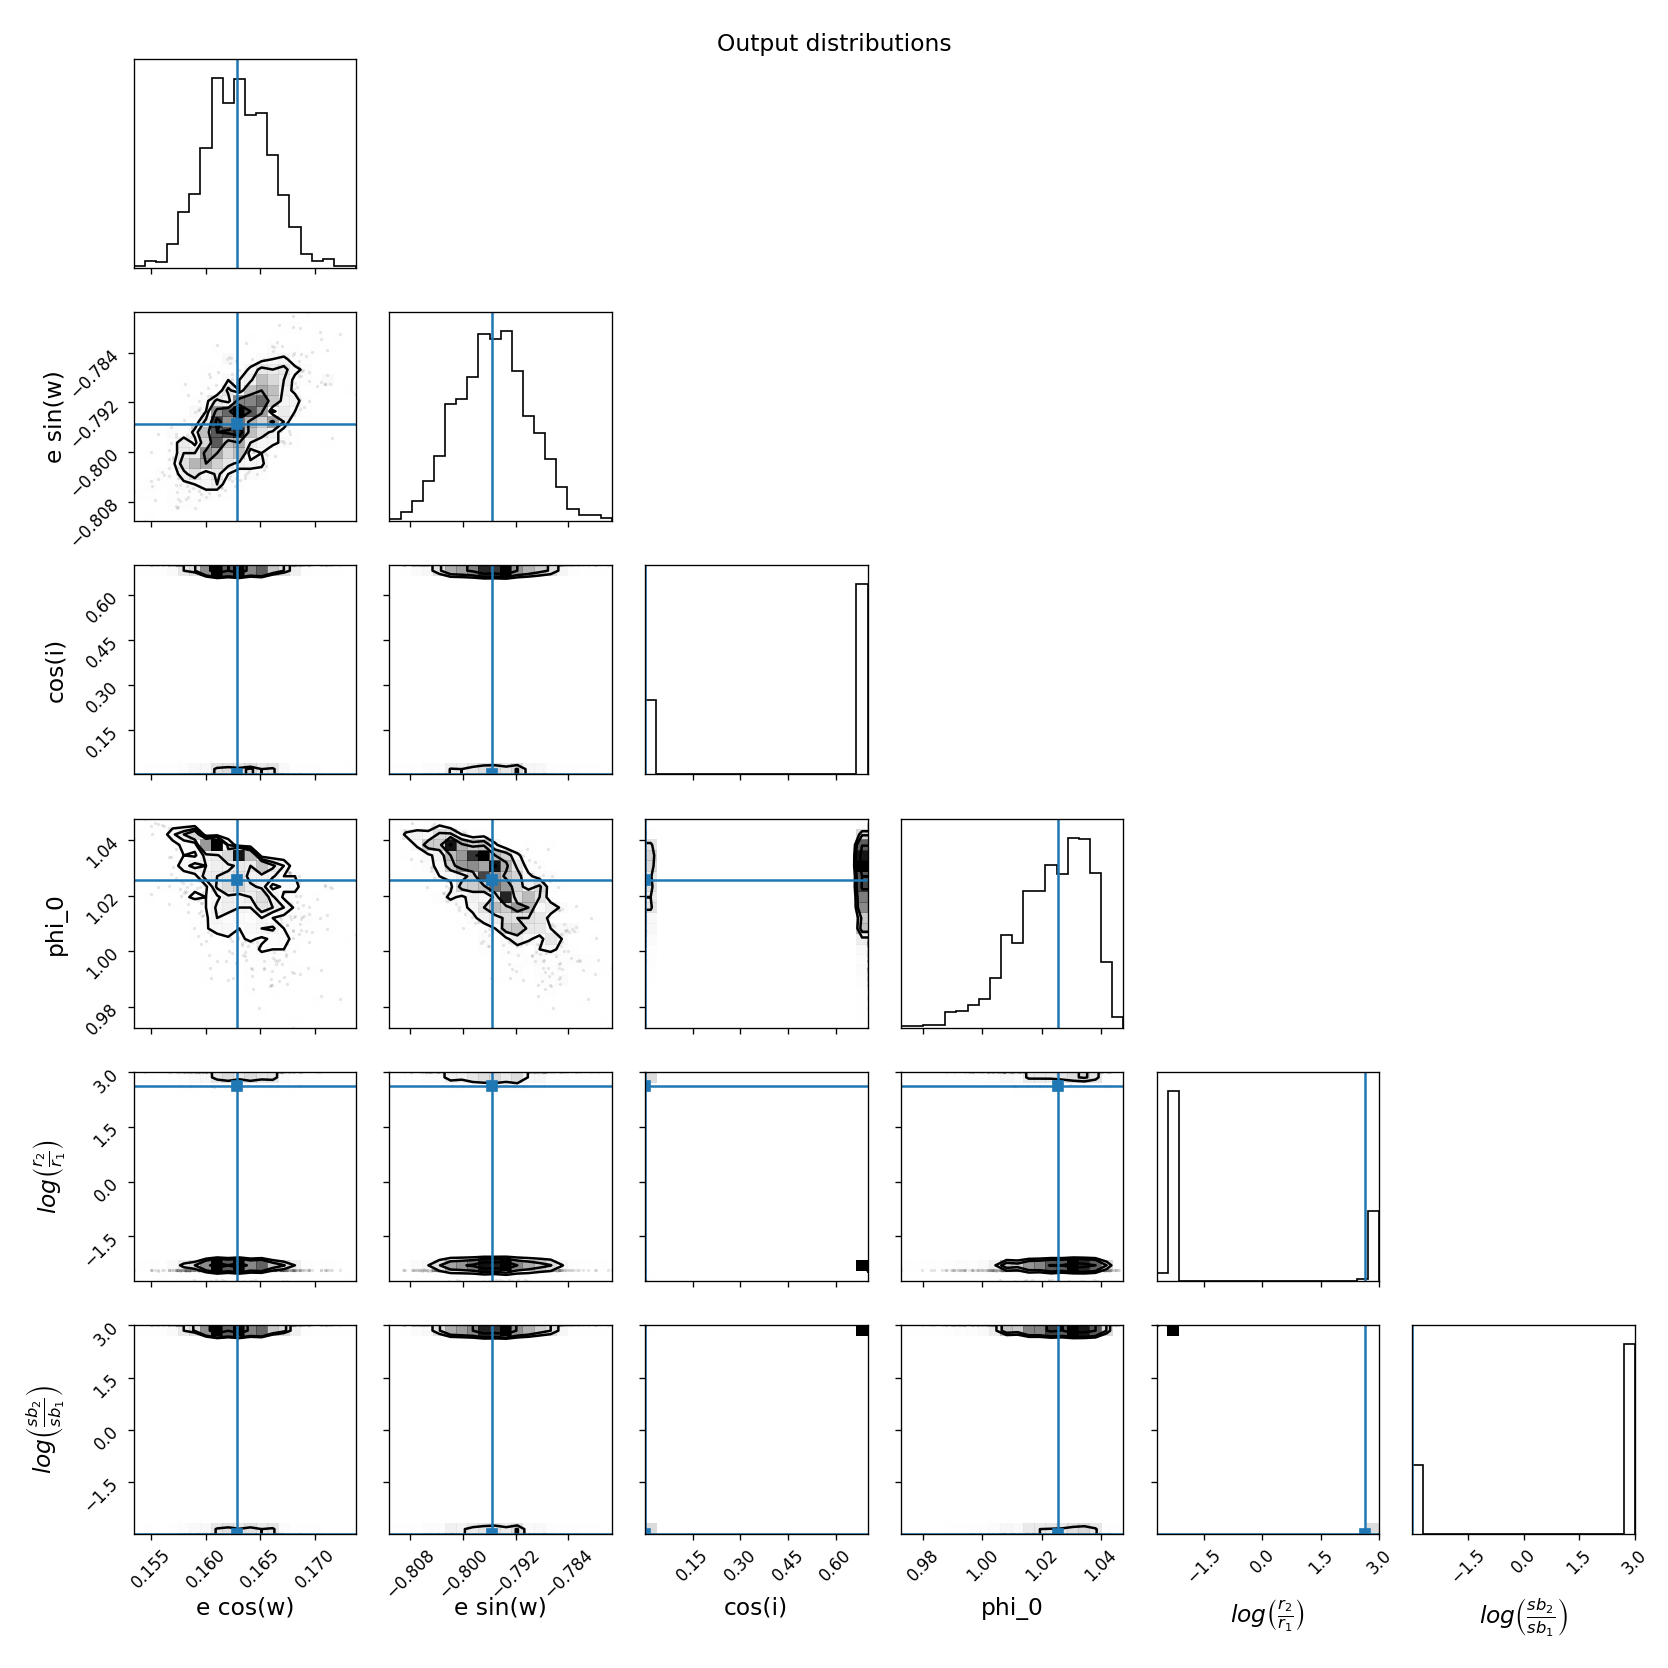 Output distributions
e sin(w)
−0.784
−0.792
−0.800
−0.808
cos(i)
0.60
0.45
0.30
0.15
phi_0
1.04
1.02
1.00
0.98
log(r₂/r₁)
3.0
1.5
0.0
−1.5
log(sb₂/sb₁)
3.0
1.5
0.0
−1.5
0.155 0.160 0.165 0.170 −0.808 −0.800 −0.792 −0.784 0.15 0.30 0.45 0.60 0.98 1.00 1.02 1.04 −1.5 0.0 1.5 3.0 −1.5 0.0 1.5 3.0
e cos(w) e sin(w) cos(i) phi_0 log(r₂/r₁) log(sb₂/sb₁)